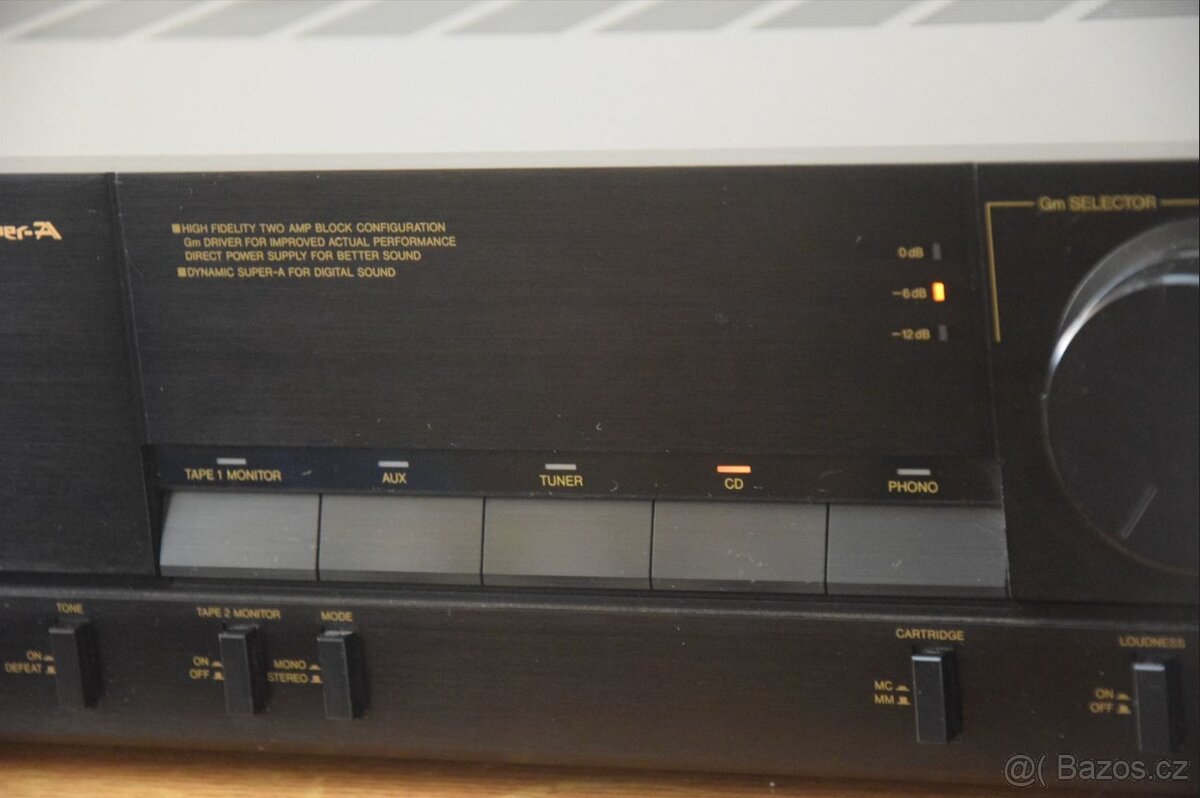 er-A
■HIGH FIDELITY TWO AMP BLOCK CONFIGURATION
Gm DRIVER FOR IMPROVED ACTUAL PERFORMANCE
DIRECT POWER SUPPLY FOR BETTER SOUND
■DYNAMIC SUPER-A FOR DIGITAL SOUND
0dB
-6dB
-12dB
Gm SELECTOR
TAPE 1 MONITOR
AUX
TUNER
CD
PHONO
TONE
ON
DEFEAT
TAPE 2 MONITOR
ON
OFF
MODE
MONO
STEREO
CARTRIDGE
MC
MM
LOUDNESS
ON
OFF
@( Bazos.cz